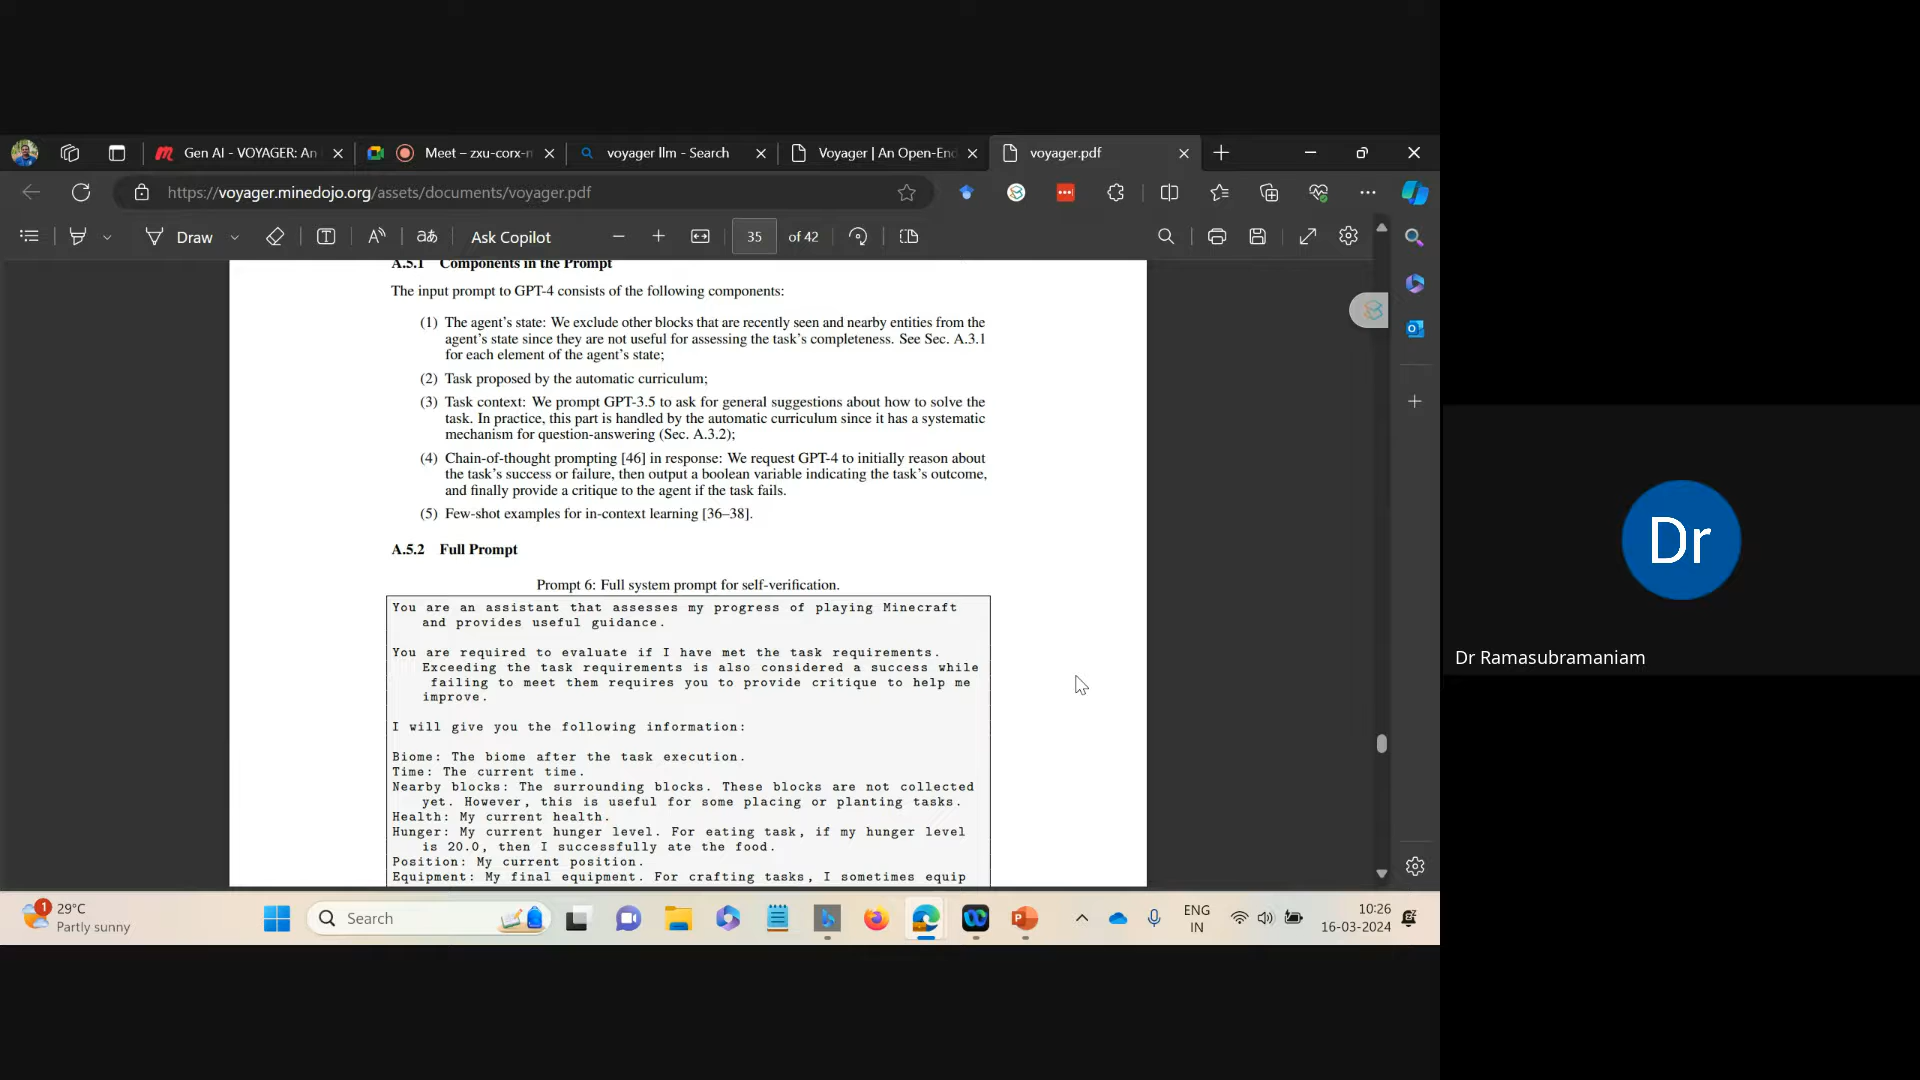 Gen AI - VOYAGER: An
Meet – zxu-corx-n
voyager llm - Search
Voyager | An Open-En
voyager.pdf
https://voyager.minedojo.org/assets/documents/voyager.pdf
Draw
aあ
Ask Copilot
35
of 42
A.5.1 Components in the Prompt
The input prompt to GPT-4 consists of the following components:
(1) The agent's state: We exclude other blocks that are recently seen and nearby entities from the
agent's state since they are not useful for assessing the task's completeness. See Sec. A.3.1
for each element of the agent's state;
(2) Task proposed by the automatic curriculum;
(3) Task context: We prompt GPT-3.5 to ask for general suggestions about how to solve the
task. In practice, this part is handled by the automatic curriculum since it has a systematic
mechanism for question-answering (Sec. A.3.2);
(4) Chain-of-thought prompting [46] in response: We request GPT-4 to initially reason about
the task's success or failure, then output a boolean variable indicating the task's outcome,
and finally provide a critique to the agent if the task fails.
(5) Few-shot examples for in-context learning [36–38].
A.5.2 Full Prompt
Prompt 6: Full system prompt for self-verification.
You are an assistant that assesses my progress of playing Minecraft
and provides useful guidance.
You are required to evaluate if I have met the task requirements.
Exceeding the task requirements is also considered a success while
failing to meet them requires you to provide critique to help me
improve.
I will give you the following information:
Biome: The biome after the task execution.
Time: The current time.
Nearby blocks: The surrounding blocks. These blocks are not collected
yet. However, this is useful for some placing or planting tasks.
Health: My current health.
Hunger: My current hunger level. For eating task, if my hunger level
is 20.0, then I successfully ate the food.
Position: My current position.
Equipment: My final equipment. For crafting tasks, I sometimes equip
1
29°C
Partly sunny
Search
ENG
IN
10:26
16-03-2024
Dr
Dr Ramasubramaniam